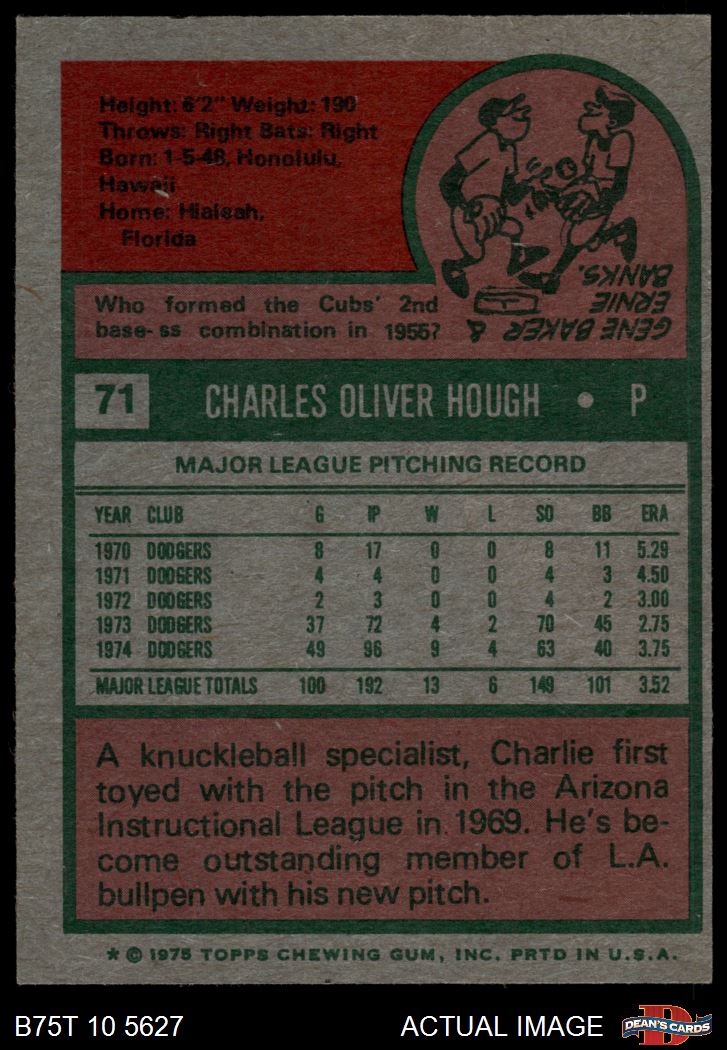 Height: 6'2" Weight: 190
Throws: Right Bats: Right
Born: 1-5-48, Honolulu,
Hawaii
Home: Hialeah,
Florida
GENE BAKER &
ERNIE
BANKS.
Who formed the Cubs' 2nd
base-ss combination in 1955?
71 CHARLES OLIVER HOUGH • P
MAJOR LEAGUE PITCHING RECORD
YEAR CLUB G IP W L SO BB ERA
1970 DODGERS 8 17 0 0 8 11 5.29
1971 DODGERS 4 4 0 0 4 3 4.50
1972 DODGERS 2 3 0 0 4 2 3.00
1973 DODGERS 37 72 4 2 70 45 2.75
1974 DODGERS 49 96 9 4 63 40 3.75
MAJOR LEAGUE TOTALS 100 192 13 6 149 101 3.52
A knuckleball specialist, Charlie first
toyed with the pitch in the Arizona
Instructional League in 1969. He's be-
come outstanding member of L.A.
bullpen with his new pitch.
* © 1975 TOPPS CHEWING GUM, INC. PRTD IN U.S.A.
B75T 10 5627 ACTUAL IMAGE
D
DEAN'S CARDS